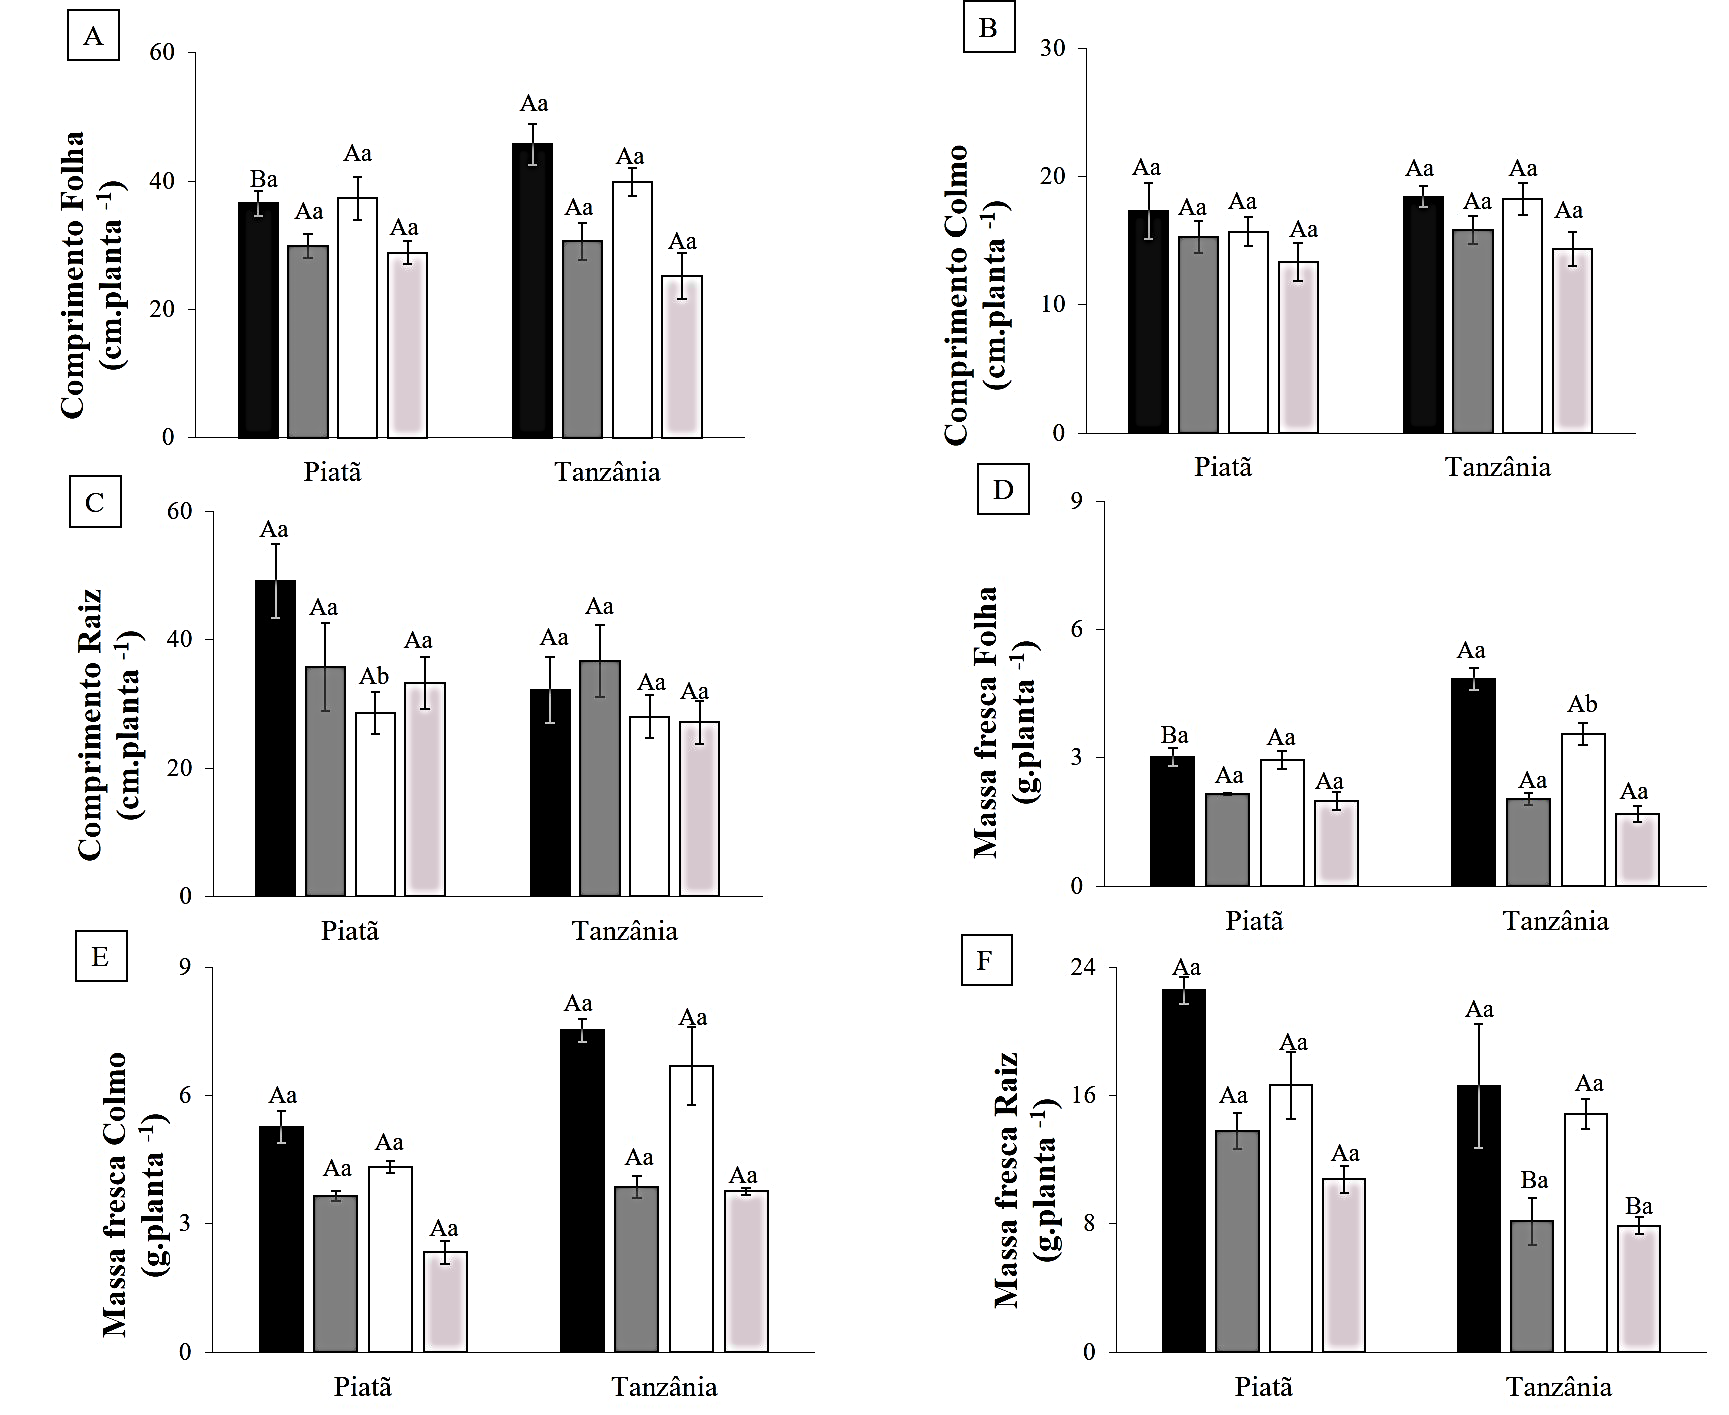 A
Comprimento Folha
(cm.planta -1)
60
40
20
0
Ba
Aa
Aa
Aa
Aa
Aa
Aa
Aa
Piatã
Tanzânia
B
Comprimento Colmo
(cm.planta -1)
30
20
10
0
Aa
Aa
Aa
Aa
Aa
Aa
Aa
Aa
Piatã
Tanzânia
C
Comprimento Raiz
(cm.planta -1)
60
40
20
0
Aa
Aa
Ab
Aa
Aa
Aa
Aa
Aa
Piatã
Tanzânia
D
Massa fresca Folha
(g.planta -1)
9
6
3
0
Ba
Aa
Aa
Aa
Aa
Aa
Ab
Aa
Piatã
Tanzânia
E
Massa fresca Colmo
(g.planta -1)
9
6
3
0
Aa
Aa
Aa
Aa
Aa
Aa
Aa
Aa
Piatã
Tanzânia
F
Massa fresca Raiz
(g.planta -1)
24
16
8
0
Aa
Aa
Aa
Aa
Aa
Ba
Aa
Ba
Piatã
Tanzânia